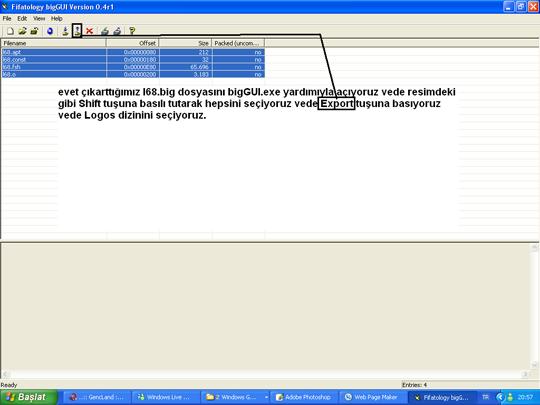 Fifatology bigGUI Version 0.4r1
File Edit View Help
Filename Offset Size Packed (uncom...
l68.apt 0x00000080 212 no
l68.const 0x00000180 32 no
l68.fsh 0x00000E80 65.696 no
l68.o 0x00000200 3.183 no
evet çıkarttığımız l68.big dosyasını bigGUI.exe yardımıyla açıyoruz vede resimdeki
gibi Shift tuşuna basılı tutarak hepsini seçiyoruz vede Export tuşuna basıyoruz
vede Logos dizinini seçiyoruz.
Ready Entries: 4
Başlat ..:: GencLand :... Windows Live ... 2 Windows G... Adobe Photoshop Web Page Maker Fifatology bigG... TR 20:57